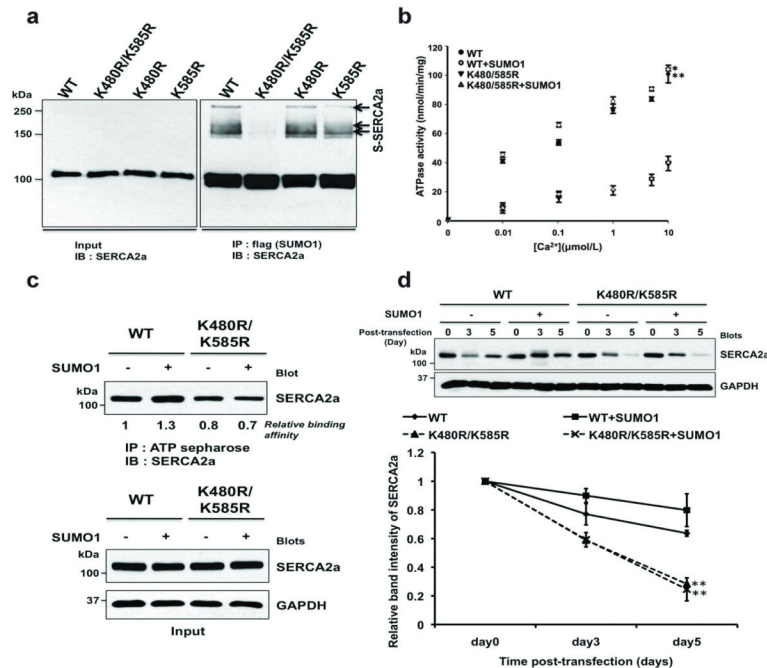 a
WT
K480R/K585R
K480R
K585R
WT
K480R/K585R
K480R
K585R
kDa
250
150
100
S-SERCA2a
Input
IB : SERCA2a
IP : flag (SUMO1)
IB : SERCA2a
b
WT
WT+SUMO1
K480/585R
K480/585R+SUMO1
ATPase activity (nmol/min/mg)
120
100
80
60
40
20
0
*
**
0 0.01 0.1 1 10
[Ca²⁺](μmol/L)
c
WT K480R/
K585R
SUMO1 - + - + Blot
kDa
100
SERCA2a
1 1.3 0.8 0.7 Relative binding
affinity
IP : ATP sepharose
IB : SERCA2a
WT K480R/
K585R
SUMO1 - + - + Blots
kDa
100
SERCA2a
37
GAPDH
Input
d
WT K480R/K585R
SUMO1 - + - +
Post-transfection
(Day)
0 3 5 0 3 5 0 3 5 0 3 5 Blots
kDa
100
SERCA2a
37
GAPDH
WT WT+SUMO1
K480R/K585R K480R/K585R+SUMO1
Relative band intensity of SERCA2a
1.2
1
0.8
0.6
0.4
0.2
0
**
**
day0 day3 day5
Time post-transfection (days)